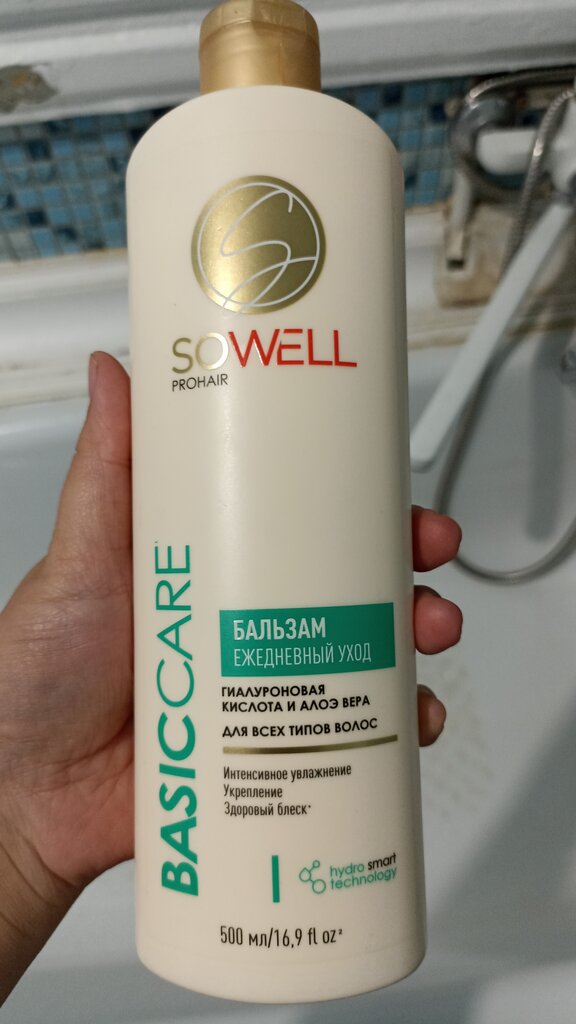 SOWELL
PROHAIR
BASICCARE
БАЛЬЗАМ
ЕЖЕДНЕВНЫЙ УХОД
ГИАЛУРОНОВАЯ
КИСЛОТА И АЛОЭ ВЕРА
ДЛЯ ВСЕХ ТИПОВ ВОЛОС
Интенсивное увлажнение
Укрепление
Здоровый блеск*
hydro smart
technology
500 мл/16,9 fl oz²